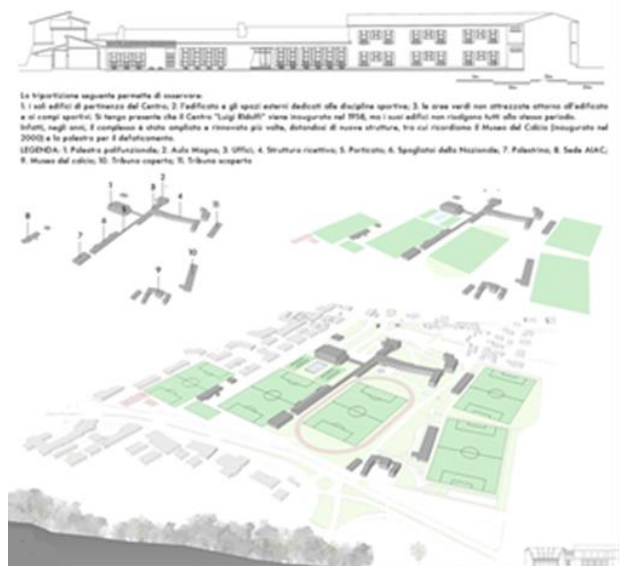 La tripartizione seguente permette di osservare:
1. i soli edifici di pertinenza del Centro; 2. l'edificato e gli spazi esterni dedicati alle discipline sportive; 3. le aree verdi non attrezzate attorno all'edificato
e ai campi sportivi. Si tenga presente che il Centro "Luigi Ridolfi" viene inaugurato nel 1958, ma i suoi edifici non risalgono tutti allo stesso periodo.
Infatti, negli anni, il complesso è stato ampliato e rinnovato più volte, dotandosi di nuove strutture, tra cui ricordiamo il Museo del Calcio (inaugurato nel
2000) e la palestra per il defaticamento.
LEGENDA: 1. Palestra polifunzionale; 2. Aula Magna; 3. Uffici; 4. Struttura ricettiva; 5. Porticato; 6. Spogliatoi della Nazionale; 7. Palestrina; 8. Sede AIAC;
9. Museo del calcio; 10. Tribuna coperta; 11. Tribuna scoperta
2
3
1
4
11
5
8
6
7
10
9